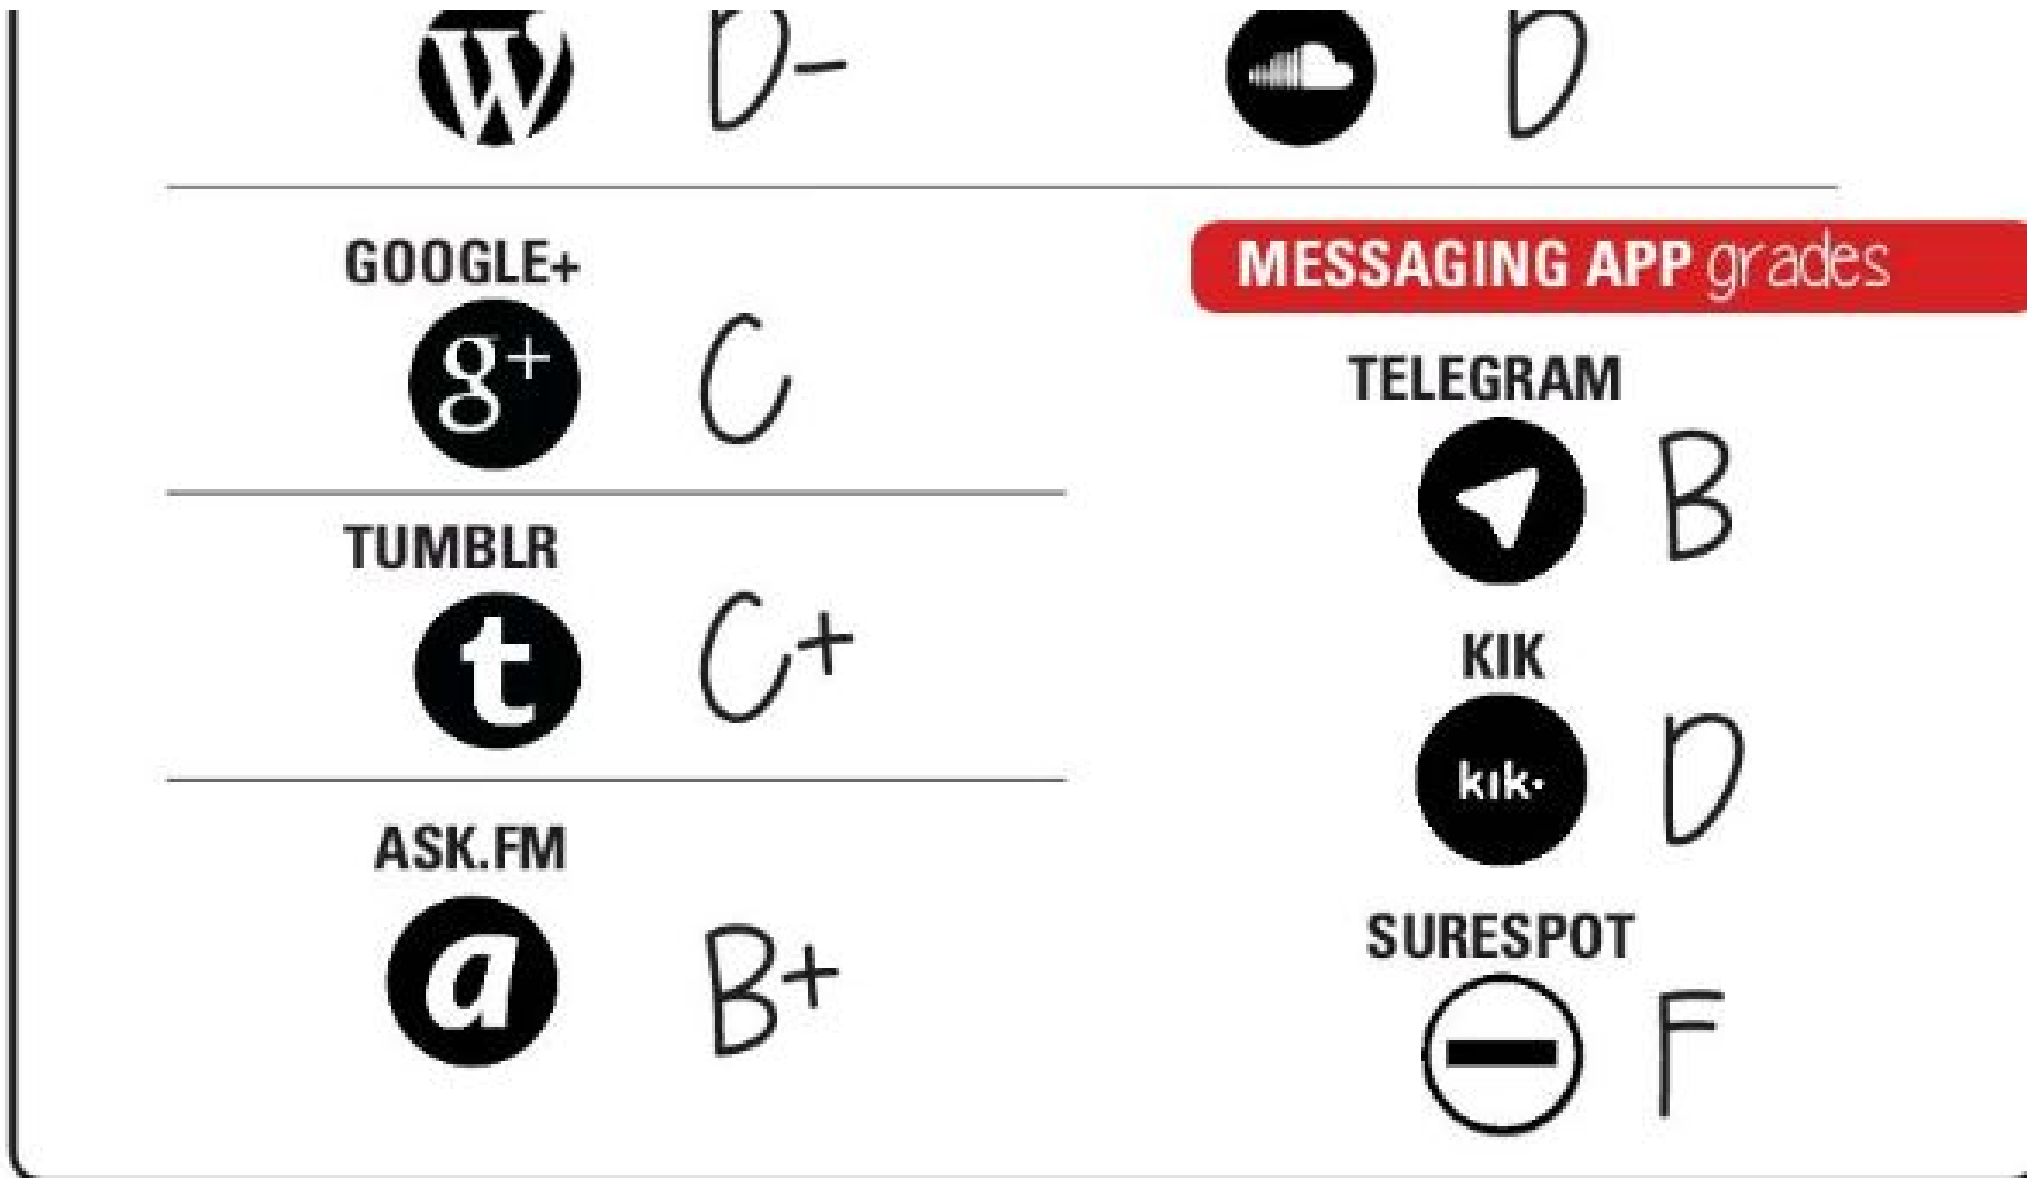 W D- D
GOOGLE+
g+ C
TUMBLR
t C+
ASK.FM
a B+
MESSAGING APP grades
TELEGRAM
B
KIK
kik. D
SURESPOT
F